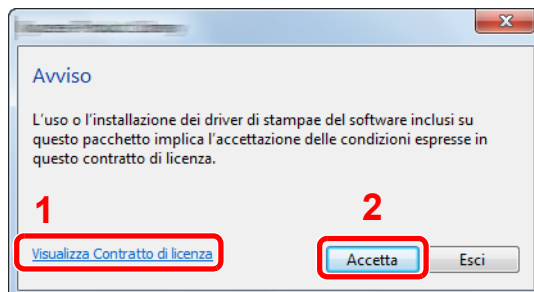 Avviso
L'uso o l'installazione dei driver di stampae del software inclusi su
questo pacchetto implica l'accettazione delle condizioni espresse in
questo contratto di licenza.
1
2
Visualizza Contratto di licenza
Accetta
Esci